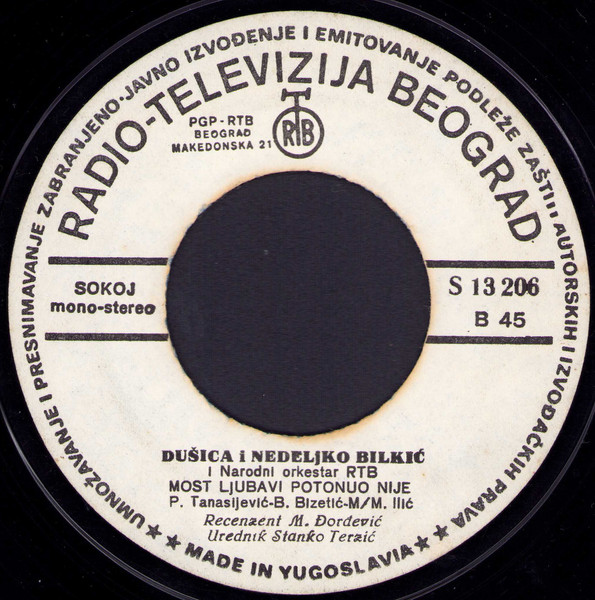 UMNOŽAVANJE I PRESNIMAVANJE ZABRANJENO·JAVNO IZVOĐENJE I EMITOVANJE PODLEŽE ZAŠTITI AUTORSKIH I IZVOĐAČKIH PRAVA
RADIO-TELEVIZIJA BEOGRAD
PGP-RTB
BEOGRAD
MAKEDONSKA 21
RTB
SOKOJ
mono-stereo
S 13 206
B 45
DUŠICA i NEDELJKO BILKIĆ
I Narodni orkestar RTB
MOST LJUBAVI POTONUO NIJE
P. Tanasijević-B. Bizetić-M/M. Ilić
Recenzent M. Đorđević
Urednik Stanko Terzić
★★ MADE IN YUGOSLAVIA ★★